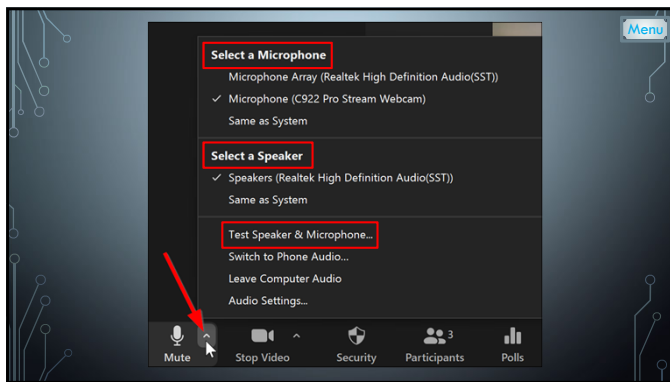 Menu
Select a Microphone
Microphone Array (Realtek High Definition Audio(SST))
✓ Microphone (C922 Pro Stream Webcam)
Same as System
Select a Speaker
✓ Speakers (Realtek High Definition Audio(SST))
Same as System
Test Speaker & Microphone...
Switch to Phone Audio...
Leave Computer Audio
Audio Settings...
3
Mute Stop Video Security Participants Polls